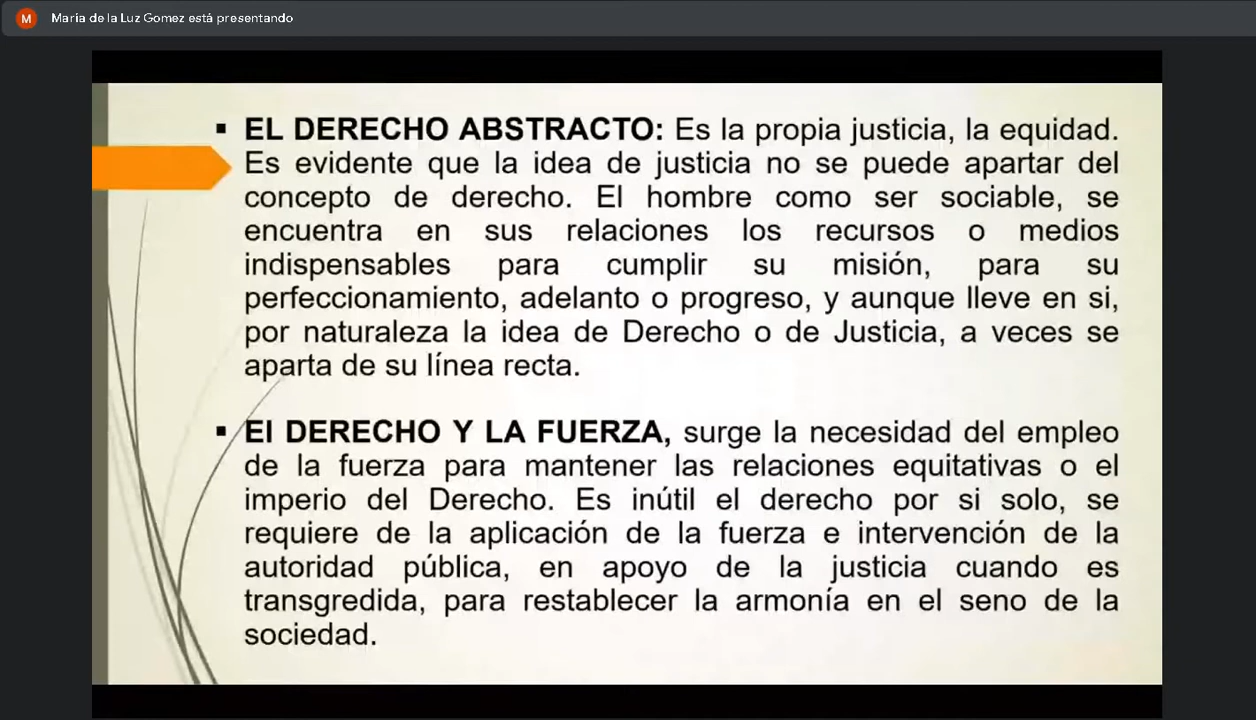 M María de la Luz Gomez está presentando
▪ EL DERECHO ABSTRACTO: Es la propia justicia, la equidad.
Es evidente que la idea de justicia no se puede apartar del
concepto de derecho. El hombre como ser sociable, se
encuentra en sus relaciones los recursos o medios
indispensables para cumplir su misión, para su
perfeccionamiento, adelanto o progreso, y aunque lleve en si,
por naturaleza la idea de Derecho o de Justicia, a veces se
aparta de su línea recta.
▪ El DERECHO Y LA FUERZA, surge la necesidad del empleo
de la fuerza para mantener las relaciones equitativas o el
imperio del Derecho. Es inútil el derecho por si solo, se
requiere de la aplicación de la fuerza e intervención de la
autoridad pública, en apoyo de la justicia cuando es
transgredida, para restablecer la armonía en el seno de la
sociedad.